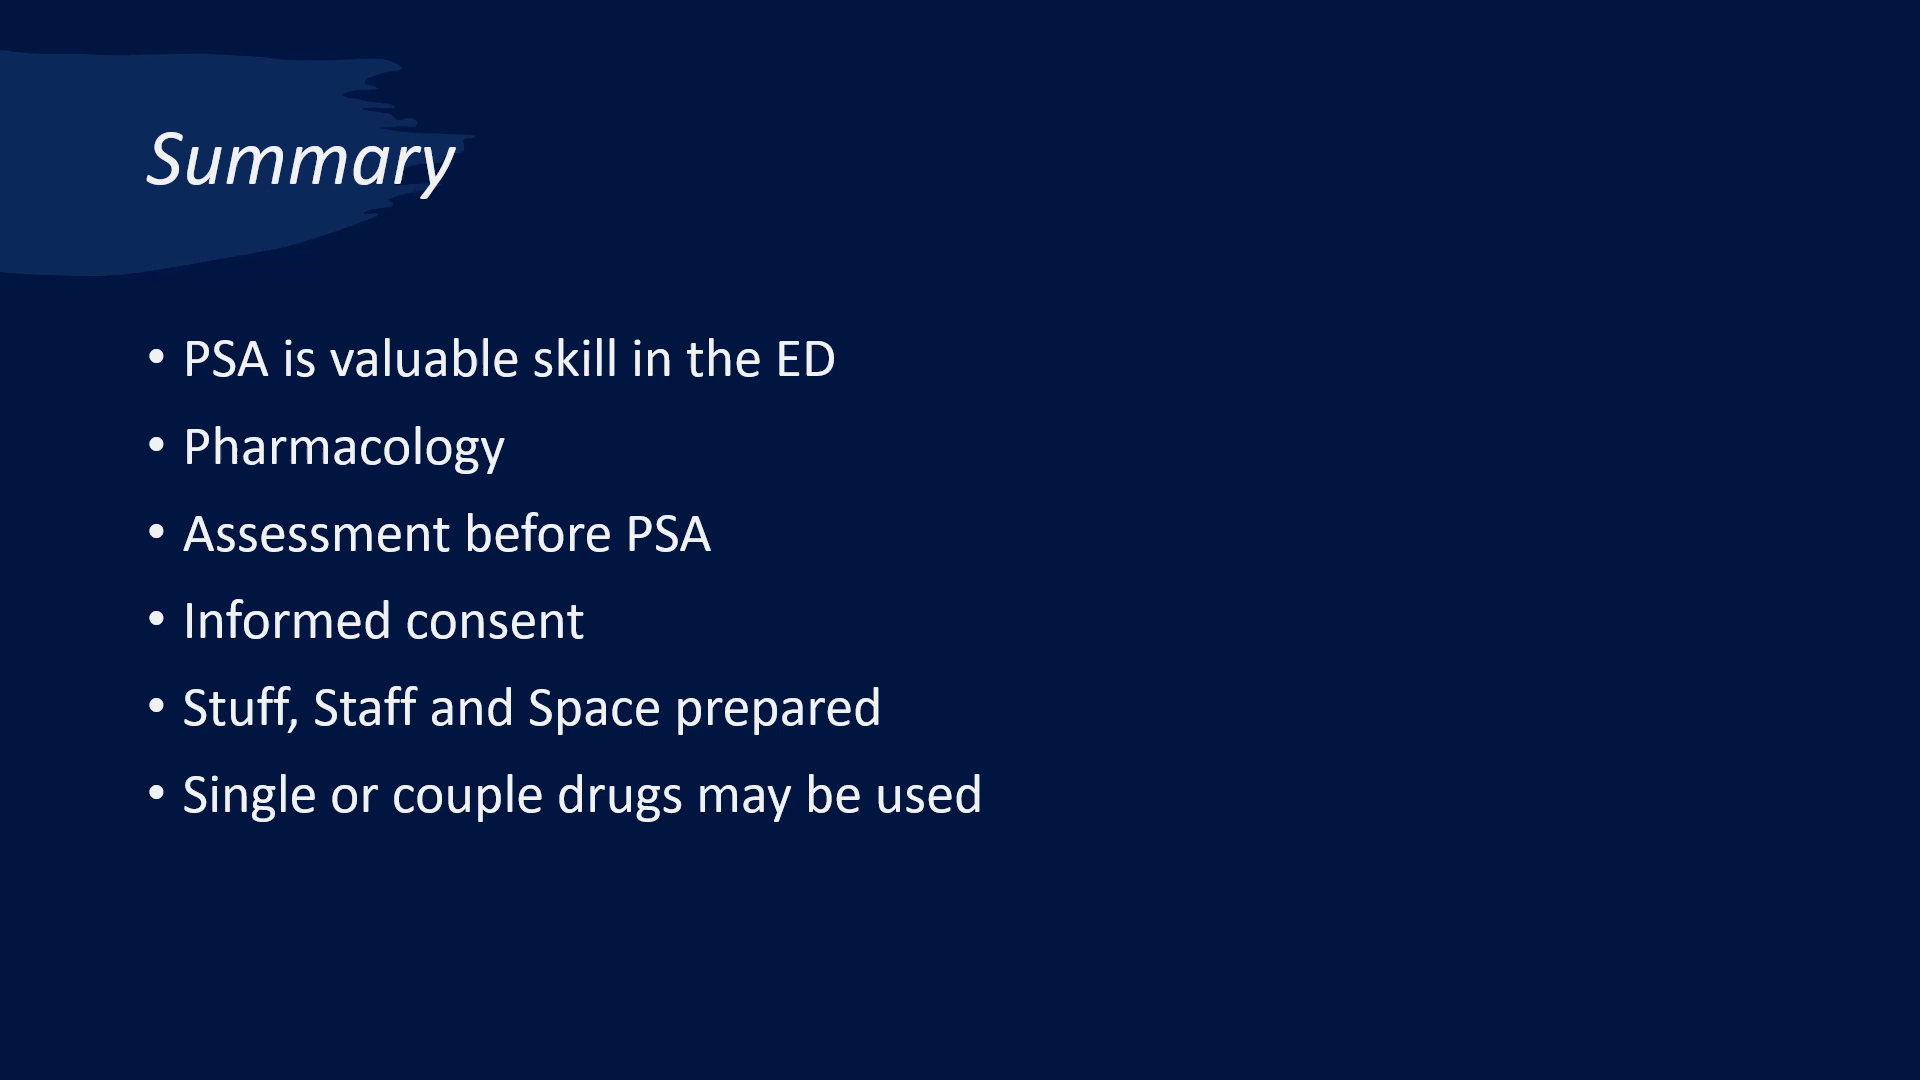 Summary
• PSA is valuable skill in the ED
• Pharmacology
• Assessment before PSA
• Informed consent
• Stuff, Staff and Space prepared
• Single or couple drugs may be used